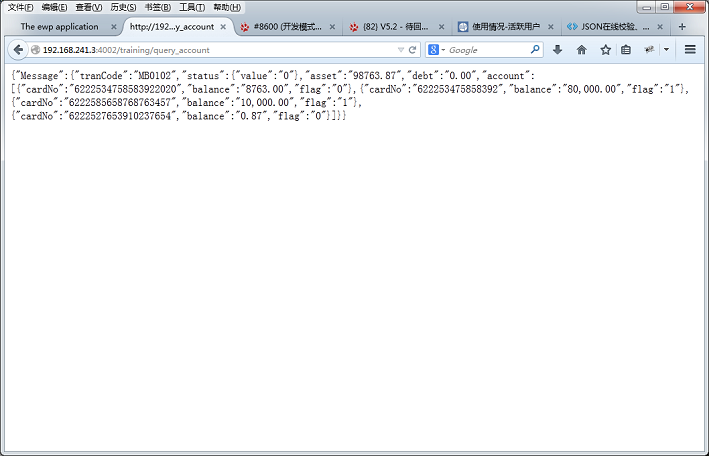 文件(F) 编辑(E) 查看(V) 历史(S) 书签(B) 工具(T) 帮助(H)
The ewp application http://192...y_account #8600 (开发模式... (82) V5.2 - 待回... 使用情况-活跃用户 JSON在线校验、...
192.168.241.3:4002/training/query_account Google
{"Message":{"tranCode":"MB0102","status":{"value":"0"},"asset":"98763.87","debt":"0.00","account":
[{"cardNo":"6222534758583922020","balance":"8763.00","flag":"0"},{"cardNo":"622253475858392","balance":"80,000.00","flag":"1"},
{"cardNo":"6222585658768763457","balance":"10,000.00","flag":"1"},
{"cardNo":"6222527653910237654","balance":"0.87","flag":"0"}]}}